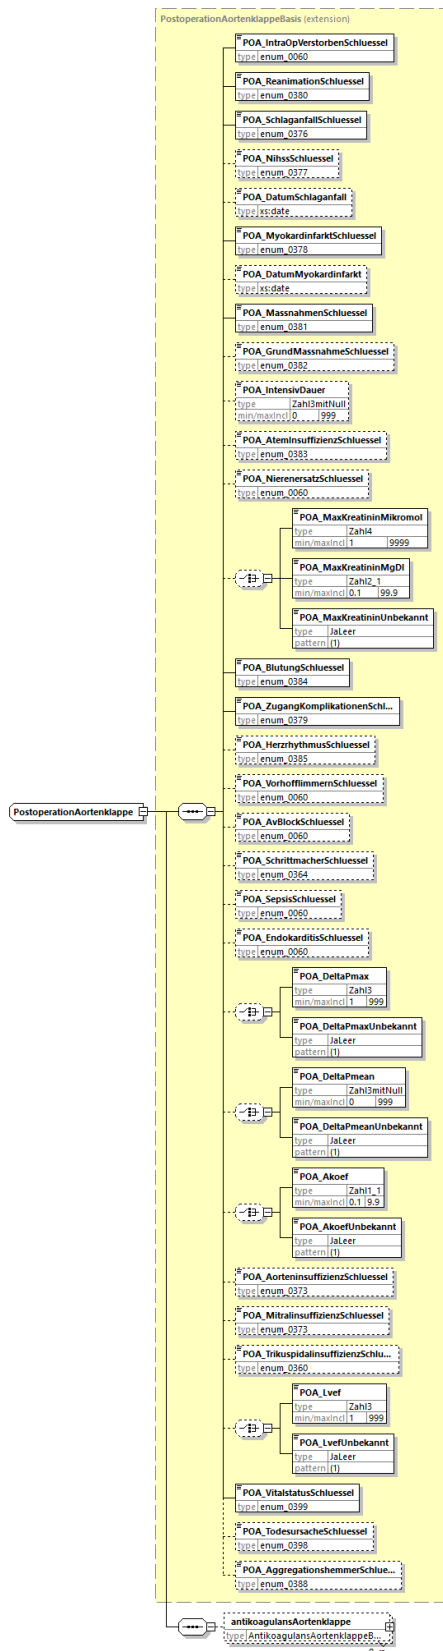 PostoperationAortenklappeBasis (extension)
POA_IntraOpVerstorbenSchluessel
type enum_0060
POA_ReanimationSchluessel
type enum_0380
POA_SchlaganfallSchluessel
type enum_0376
POA_NihssSchluessel
type enum_0377
POA_DatumSchlaganfall
type xs:date
POA_MyokardinfarktSchluessel
type enum_0378
POA_DatumMyokardinfarkt
type xs:date
POA_MassnahmenSchluessel
type enum_0381
POA_GrundMassnahmeSchluessel
type enum_0382
POA_IntensivDauer
type Zahl3mitNull
min/maxIncl 0 999
POA_AtemInsuffizienzSchluessel
type enum_0383
POA_NierenersatzSchluessel
type enum_0060
POA_MaxKreatininMikromol
type Zahl4
min/maxIncl 1 9999
POA_MaxKreatininMgDl
type Zahl2_1
min/maxIncl 0.1 99.9
POA_MaxKreatininUnbekannt
type JaLeer
pattern (1)
POA_BlutungSchluessel
type enum_0384
POA_ZugangKomplikationenSchl...
type enum_0379
POA_HerzrhythmusSchluessel
type enum_0385
POA_VorhofflimmernSchluessel
type enum_0060
PostoperationAortenklappe
POA_AvBlockSchluessel
type enum_0060
POA_SchrittmacherSchluessel
type enum_0364
POA_SepsisSchluessel
type enum_0060
POA_EndokarditisSchluessel
type enum_0060
POA_DeltaPmax
type Zahl3
min/maxIncl 1 999
POA_DeltaPmaxUnbekannt
type JaLeer
pattern (1)
POA_DeltaPmean
type Zahl3mitNull
min/maxIncl 0 999
POA_DeltaPmeanUnbekannt
type JaLeer
pattern (1)
POA_Akoef
type Zahl1_1
min/maxIncl 0.1 9.9
POA_AkoefUnbekannt
type JaLeer
pattern (1)
POA_AorteninsuffizienzSchluessel
type enum_0373
POA_MitralinsuffizienzSchluessel
type enum_0373
POA_TrikuspidalinsuffizienzSchlu...
type enum_0360
POA_Lvef
type Zahl3
min/maxIncl 1 999
POA_LvefUnbekannt
type JaLeer
pattern (1)
POA_VitalstatusSchluessel
type enum_0399
POA_TodesursacheSchluessel
type enum_0398
POA_AggregationshemmerSchlue...
type enum_0388
antikoagulansAortenklappe
type AntikoagulansAortenklappeB...